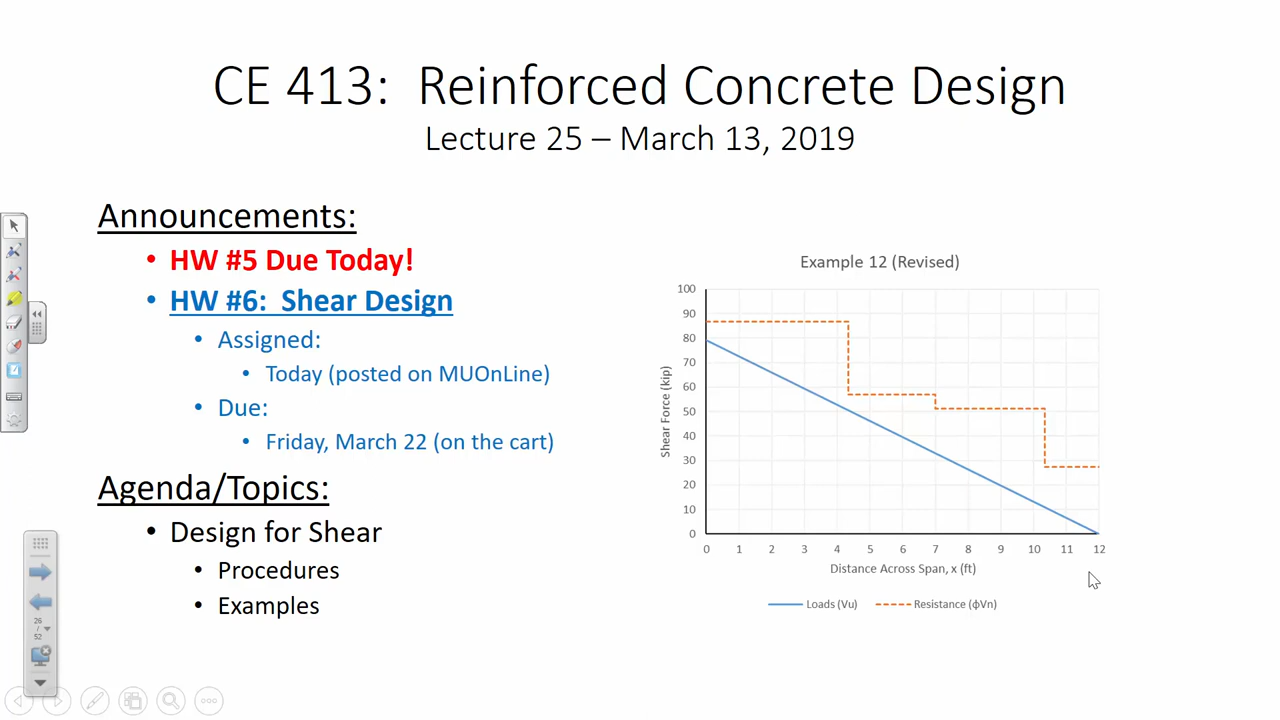 CE 413: Reinforced Concrete Design
Lecture 25 – March 13, 2019
Announcements:
• HW #5 Due Today!
• HW #6: Shear Design
• Assigned:
• Today (posted on MUOnLine)
• Due:
• Friday, March 22 (on the cart)
Agenda/Topics:
• Design for Shear
• Procedures
• Examples
Example 12 (Revised)
Shear Force (kip)
100
90
80
70
60
50
40
30
20
10
0
0 1 2 3 4 5 6 7 8 9 10 11 12
Distance Across Span, x (ft)
Loads (Vu) Resistance (ϕVn)
26
/
52